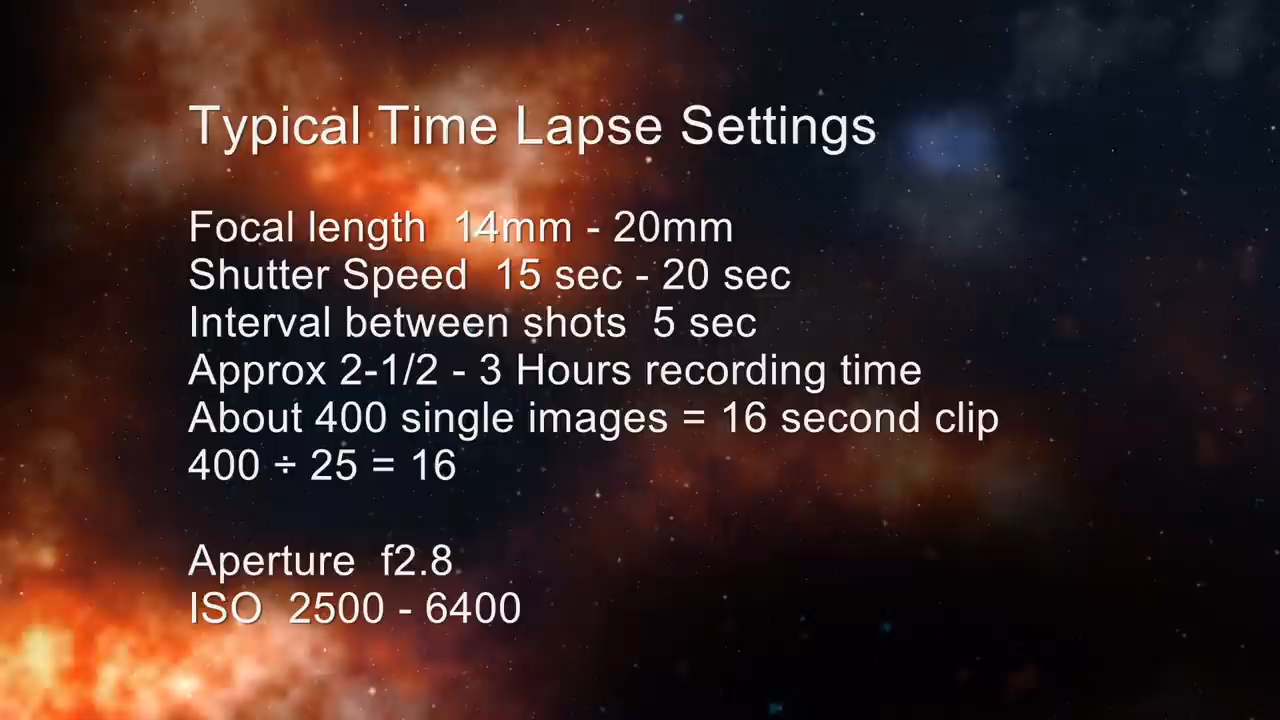 Typical Time Lapse Settings
Focal length 14mm - 20mm
Shutter Speed 15 sec - 20 sec
Interval between shots 5 sec
Approx 2-1/2 - 3 Hours recording time
About 400 single images = 16 second clip
400 ÷ 25 = 16
Aperture f2.8
ISO 2500 - 6400